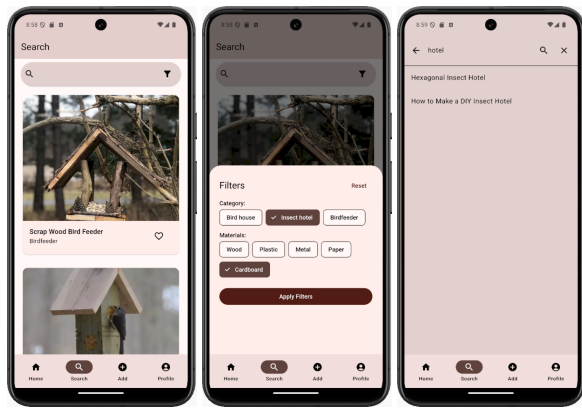 8:58
Search
Scrap Wood Bird Feeder
Birdfeeder
Home Search Add Profile
8:58
Search
Filters Reset
Category:
Bird house Insect hotel Birdfeeder
Materials:
Wood Plastic Metal Paper
Cardboard
Apply Filters
Home Search Add Profile
8:59
hotel
Hexagonal Insect Hotel
How to Make a DIY Insect Hotel
Home Search Add Profile